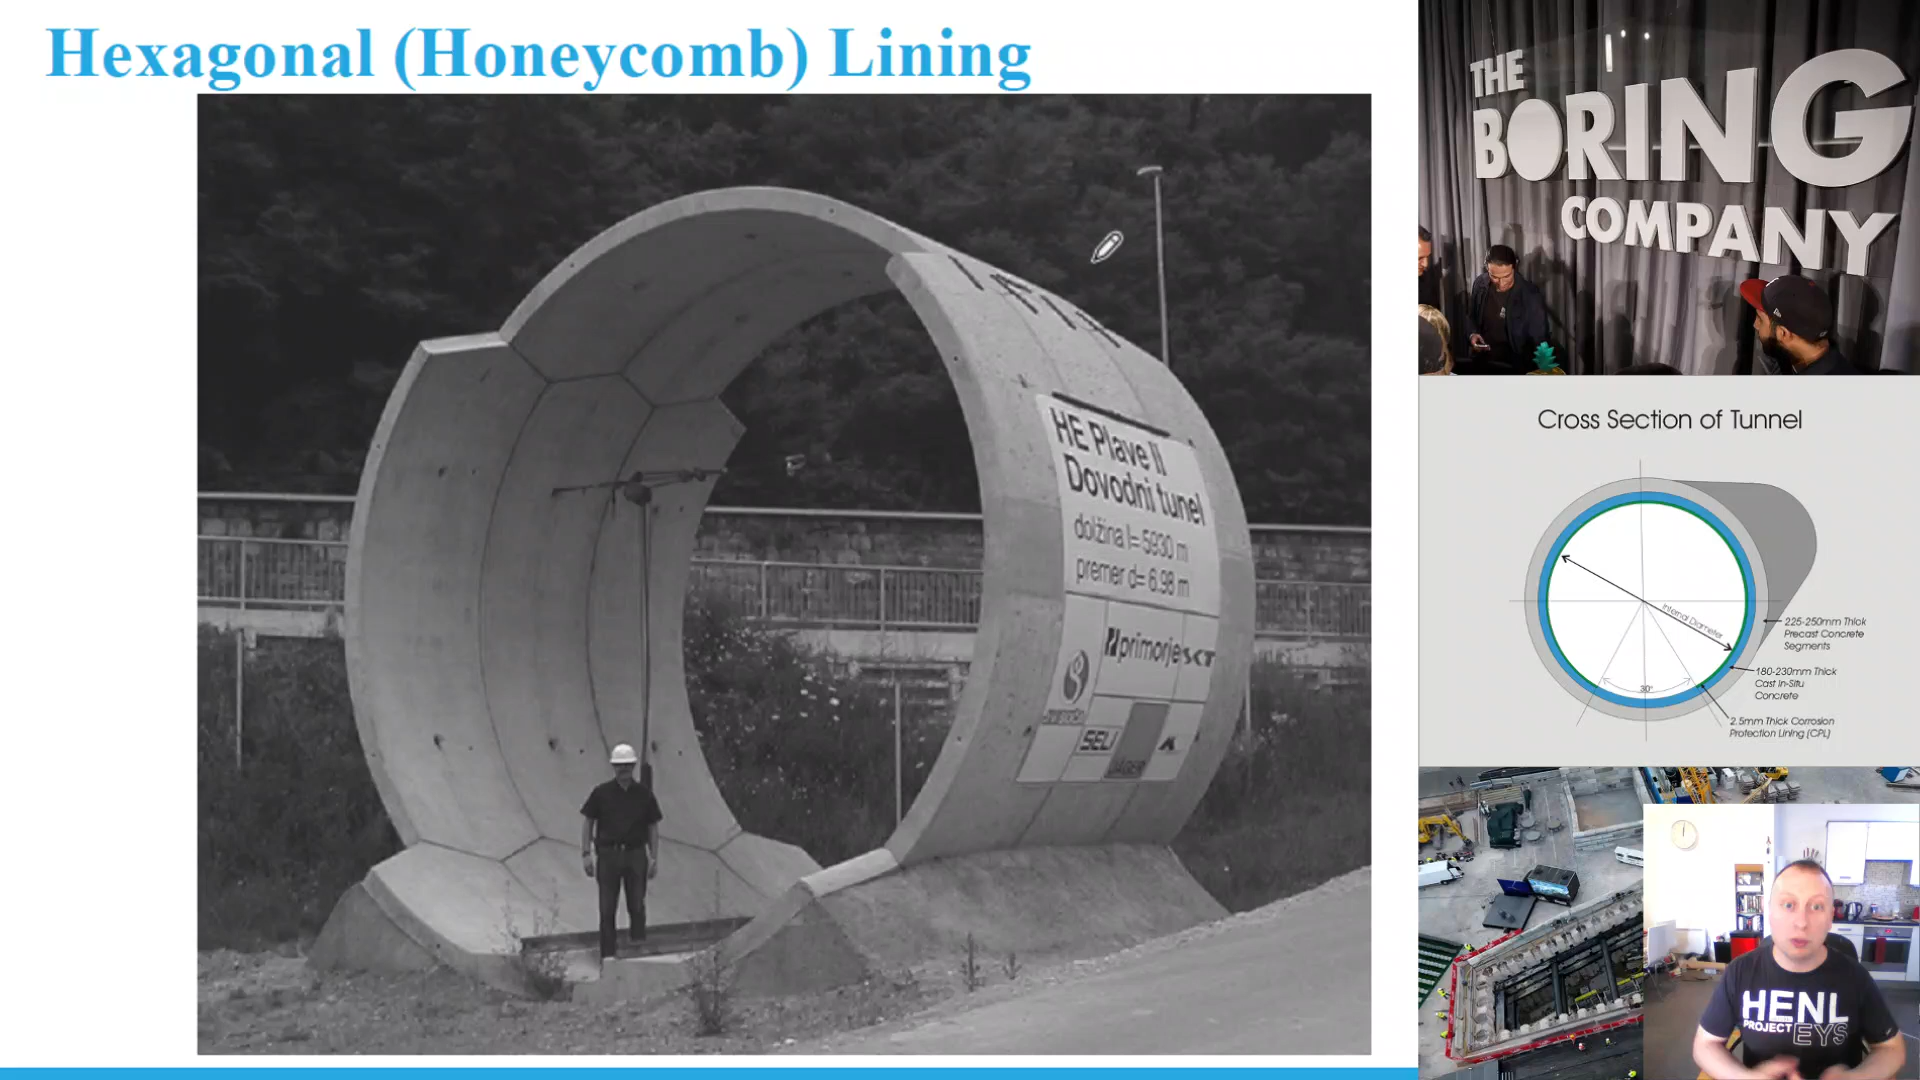 Hexagonal (Honeycomb) Lining
HE Plave II
Dovodni tunel
dolžina l= 5930 m
premer d= 6.98 m
primorje SCT
SELI
JÄGER
THE
BORING
COMPANY
Cross Section of Tunnel
Internal Diameter
30°
225-250mm Thick
Precast Concrete
Segments
180-230mm Thick
Cast In-Situ
Concrete
2.5mm Thick Corrosion
Protection Lining (CPL)
HENL
PROJECT EYS